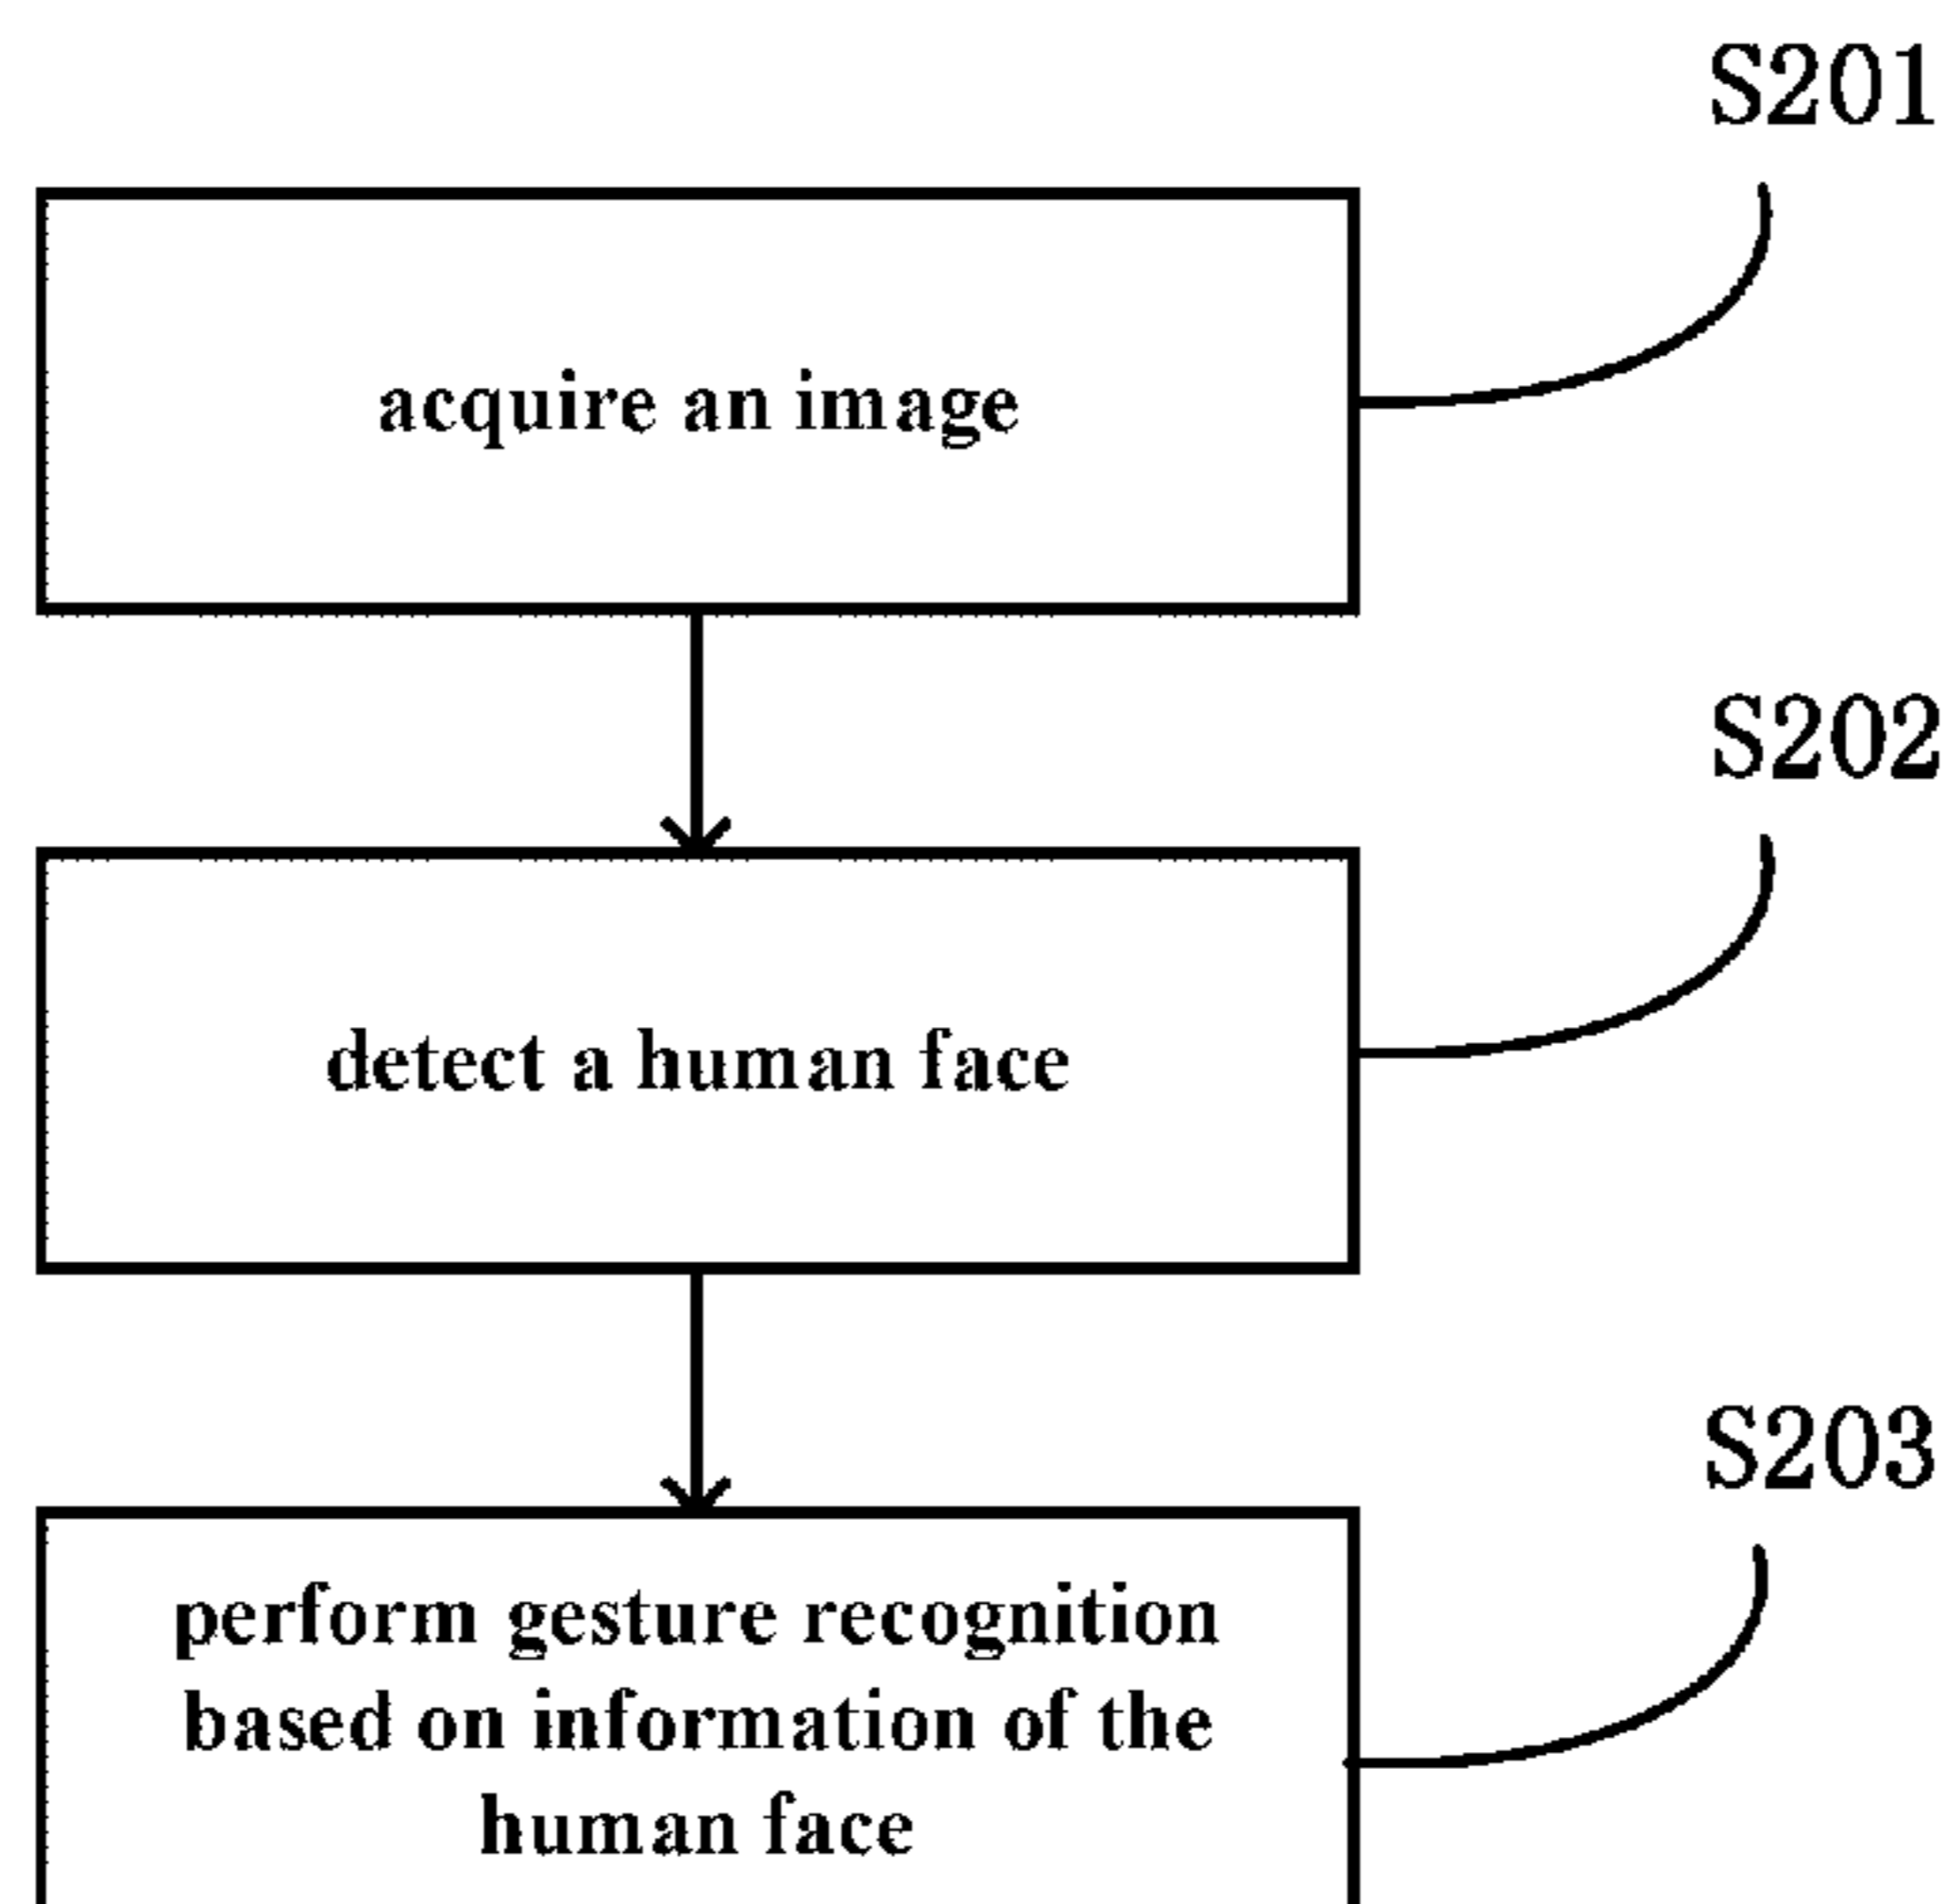 S201
acquire an image
S202
detect a human face
S203
perform gesture recognition
based on information of the
human face